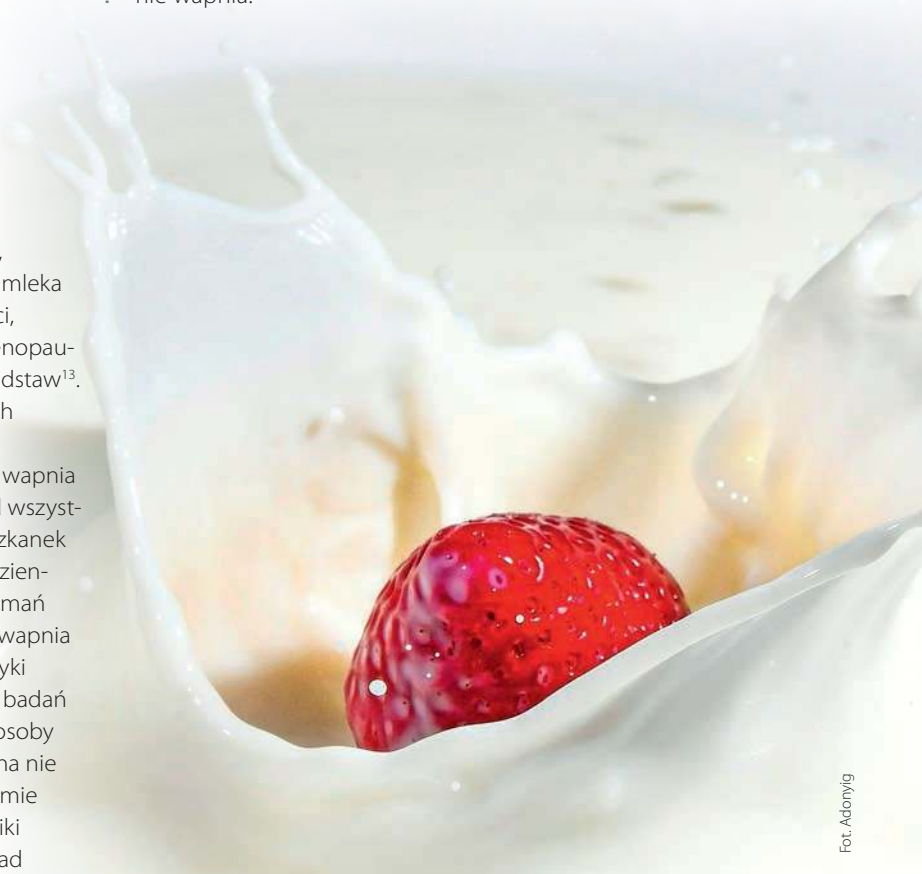 nie wapnia.
,
mleka
ci,
enopau-
dstaw¹³.
h
wapnia
wszyst-
zkanek
zien-
mań
wapnia
yki
badań
osoby
na nie
mie
iki
ad
Fot. Adonyig